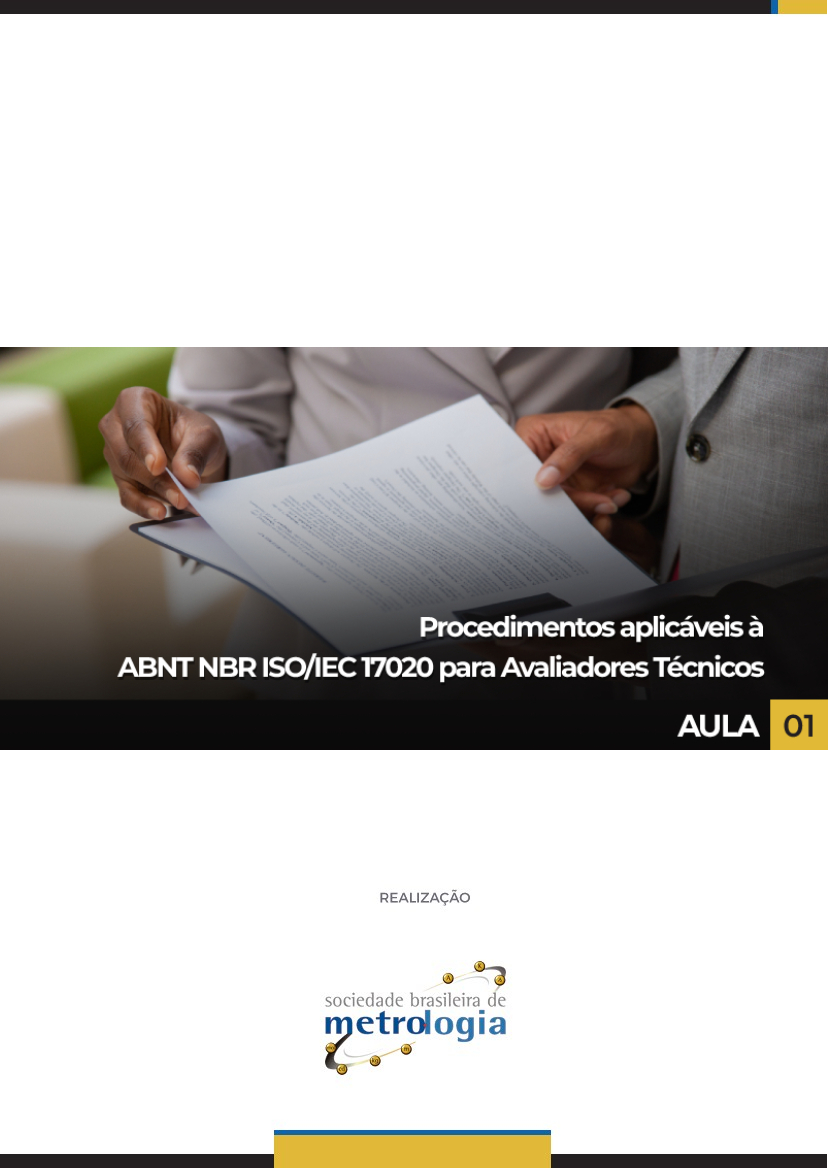 Procedimentos aplicáveis à
ABNT NBR ISO/IEC 17020 para Avaliadores Técnicos
AULA 01
REALIZAÇÃO
sociedade brasileira de
metrologia